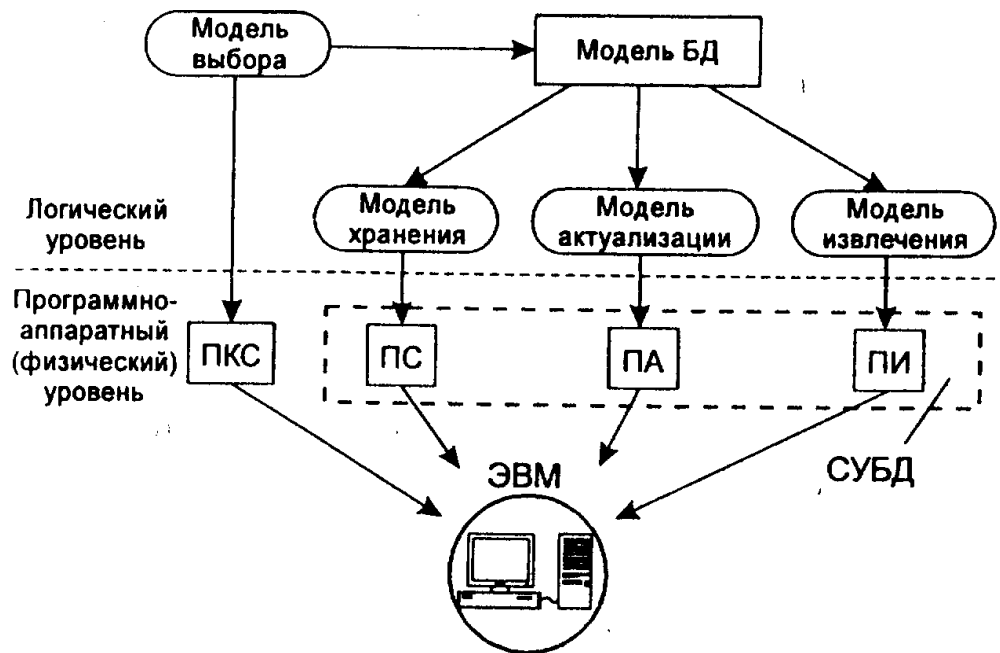 Модель
выбора
Модель БД
Логический
уровень
Модель
хранения
Модель
актуализации
Модель
извлечения
Программно-
аппаратный
(физический)
уровень
ПКС
ПС
ПА
ПИ
ЭВМ
СУБД